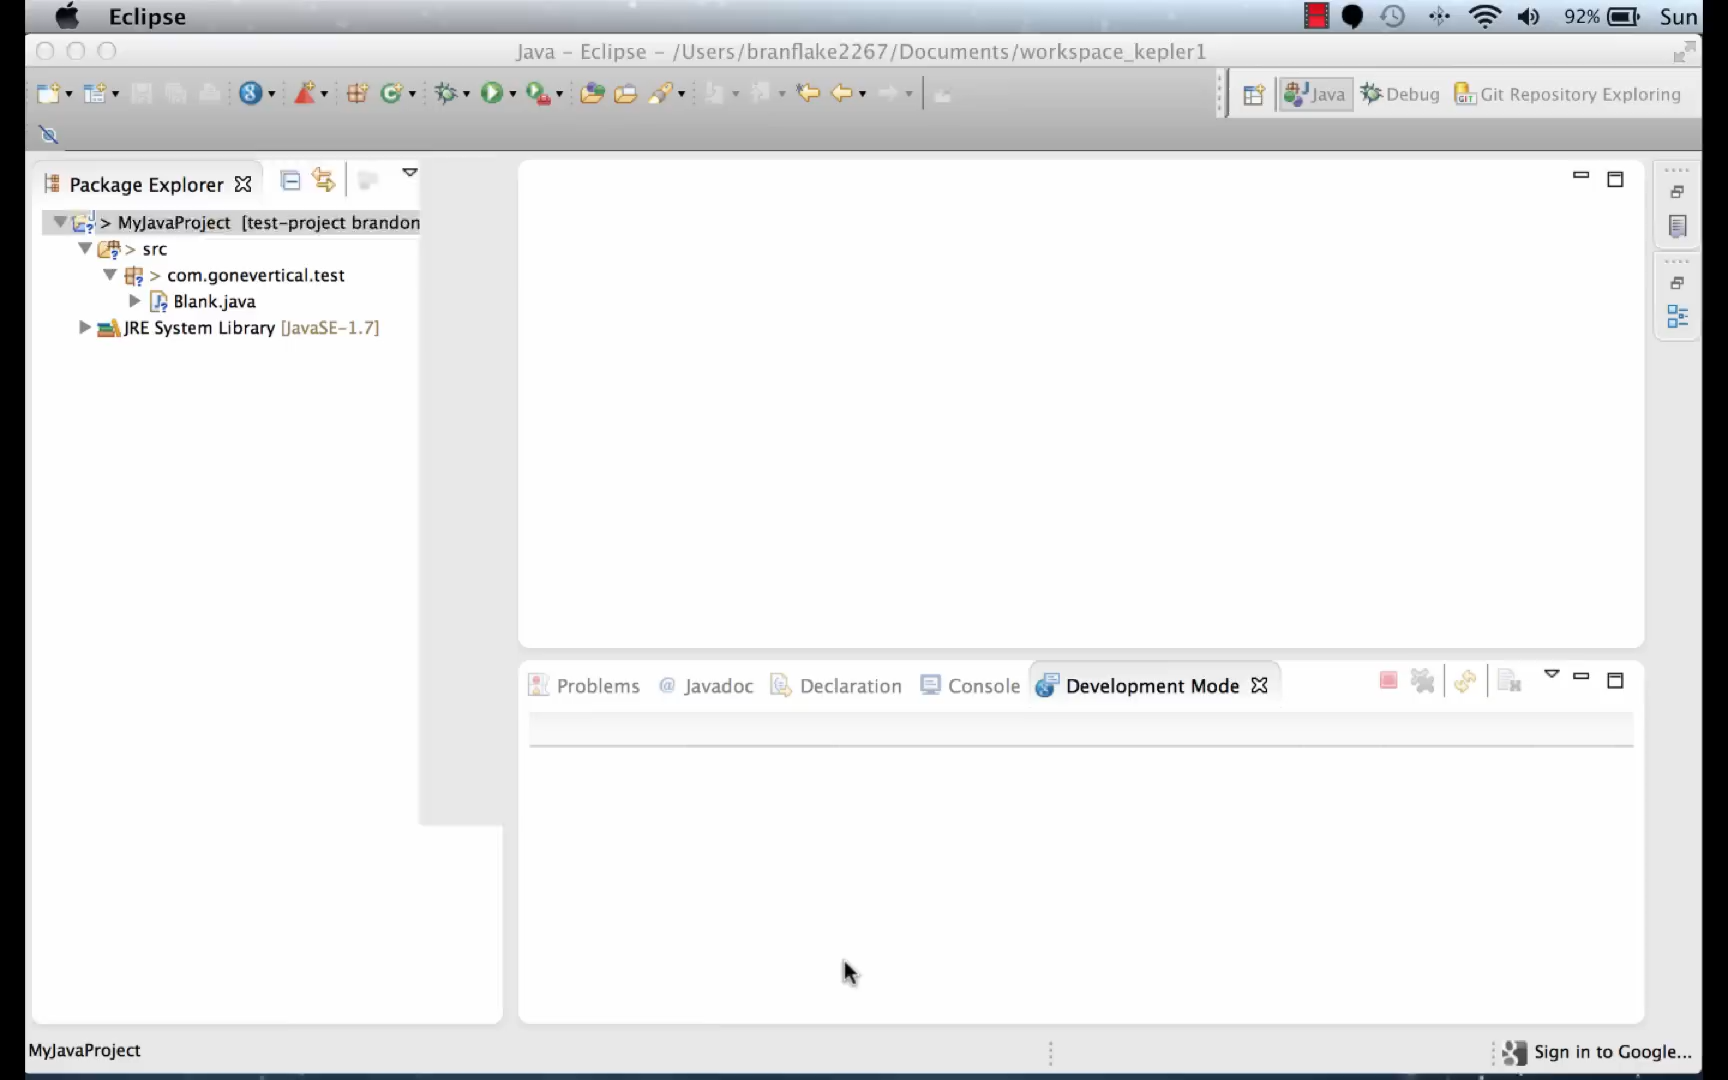 Eclipse 92% Sun
Java – Eclipse – /Users/branflake2267/Documents/workspace_kepler1
Java Debug Git Repository Exploring
Package Explorer
> MyJavaProject [test-project brandon
> src
> com.gonevertical.test
Blank.java
JRE System Library [JavaSE-1.7]
Problems @ Javadoc Declaration Console Development Mode
MyJavaProject
Sign in to Google...